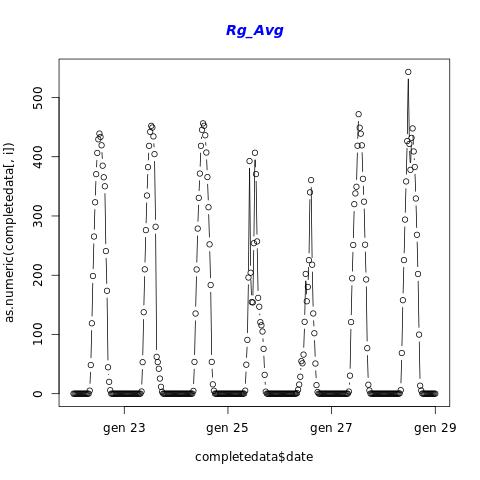 Rg_Avg
as.numeric(completedata[, i])
500
400
300
200
100
0
gen 23
gen 25
gen 27
gen 29
completedata$date